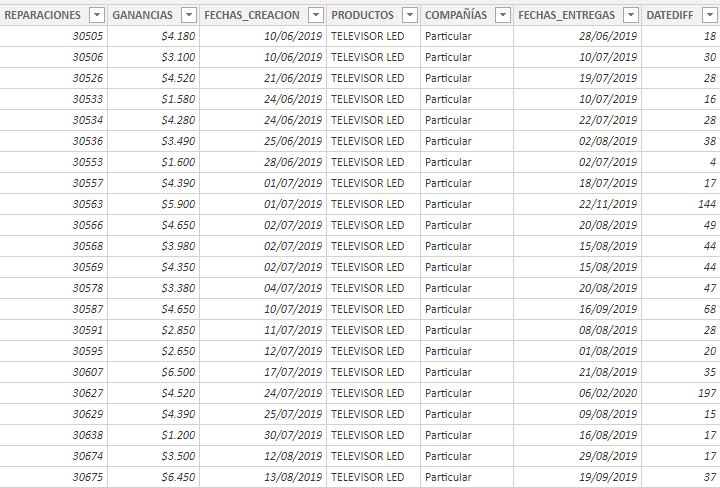 REPARACIONES GANANCIAS FECHAS_CREACION PRODUCTOS COMPAÑÍAS FECHAS_ENTREGAS DATEDIFF
30505 $4.180 10/06/2019 TELEVISOR LED Particular 28/06/2019 18
30506 $3.100 10/06/2019 TELEVISOR LED Particular 10/07/2019 30
30526 $4.520 21/06/2019 TELEVISOR LED Particular 19/07/2019 28
30533 $1.580 24/06/2019 TELEVISOR LED Particular 10/07/2019 16
30534 $4.280 24/06/2019 TELEVISOR LED Particular 22/07/2019 28
30536 $3.490 25/06/2019 TELEVISOR LED Particular 02/08/2019 38
30553 $1.600 28/06/2019 TELEVISOR LED Particular 02/07/2019 4
30557 $4.390 01/07/2019 TELEVISOR LED Particular 18/07/2019 17
30563 $5.900 01/07/2019 TELEVISOR LED Particular 22/11/2019 144
30566 $4.650 02/07/2019 TELEVISOR LED Particular 20/08/2019 49
30568 $3.980 02/07/2019 TELEVISOR LED Particular 15/08/2019 44
30569 $4.350 02/07/2019 TELEVISOR LED Particular 15/08/2019 44
30578 $3.380 04/07/2019 TELEVISOR LED Particular 20/08/2019 47
30587 $4.650 10/07/2019 TELEVISOR LED Particular 16/09/2019 68
30591 $2.850 11/07/2019 TELEVISOR LED Particular 08/08/2019 28
30595 $2.650 12/07/2019 TELEVISOR LED Particular 01/08/2019 20
30607 $6.500 17/07/2019 TELEVISOR LED Particular 21/08/2019 35
30627 $4.520 24/07/2019 TELEVISOR LED Particular 06/02/2020 197
30629 $4.390 25/07/2019 TELEVISOR LED Particular 09/08/2019 15
30638 $1.200 30/07/2019 TELEVISOR LED Particular 16/08/2019 17
30674 $3.500 12/08/2019 TELEVISOR LED Particular 29/08/2019 17
30675 $6.450 13/08/2019 TELEVISOR LED Particular 19/09/2019 37